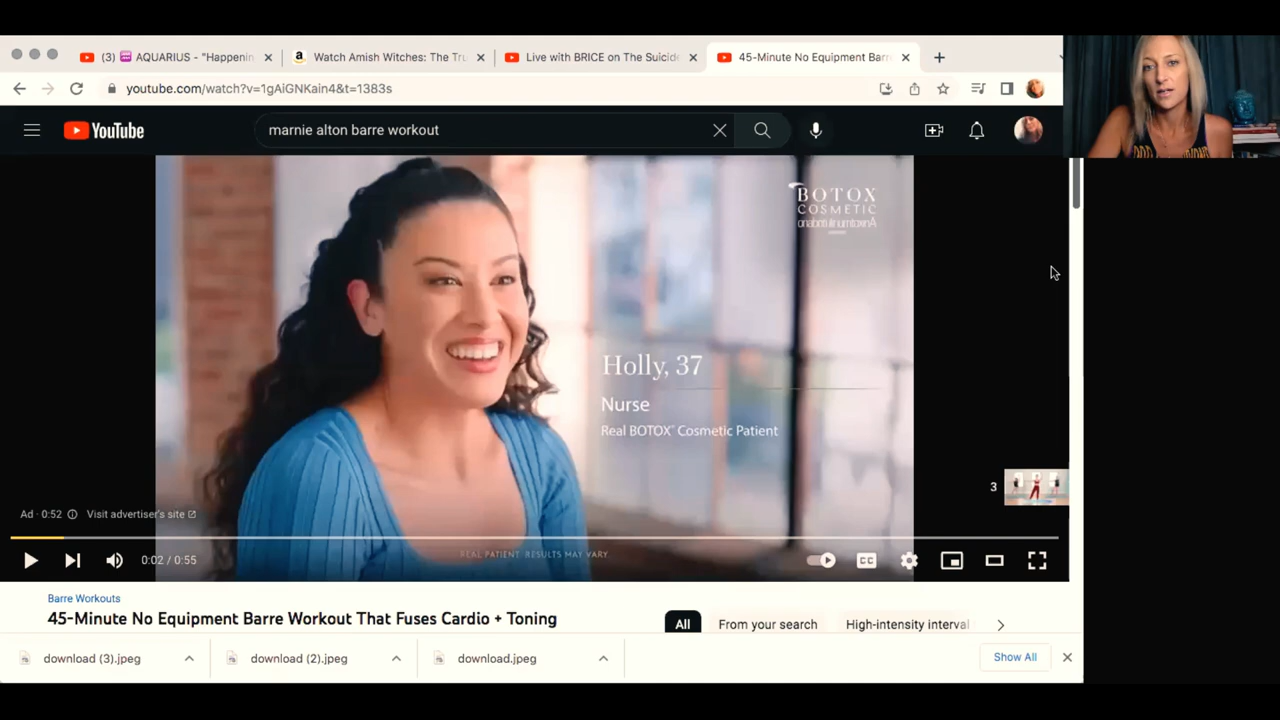 (3) ♒ AQUARIUS - "Happenin
Watch Amish Witches: The Tru
Live with BRICE on The Suicide
45-Minute No Equipment Barr
youtube.com/watch?v=1gAiGNKain4&t=1383s
YouTube
marnie alton barre workout
BOTOX
COSMETIC
Holly, 37
Nurse
Real BOTOX™ Cosmetic Patient
3
Ad · 0:52
Visit advertiser's site
REAL PATIENT. RESULTS MAY VARY.
0:02 / 0:55
CC
Barre Workouts
45-Minute No Equipment Barre Workout That Fuses Cardio + Toning
All
From your search
High-intensity interval
download (3).jpeg
download (2).jpeg
download.jpeg
Show All